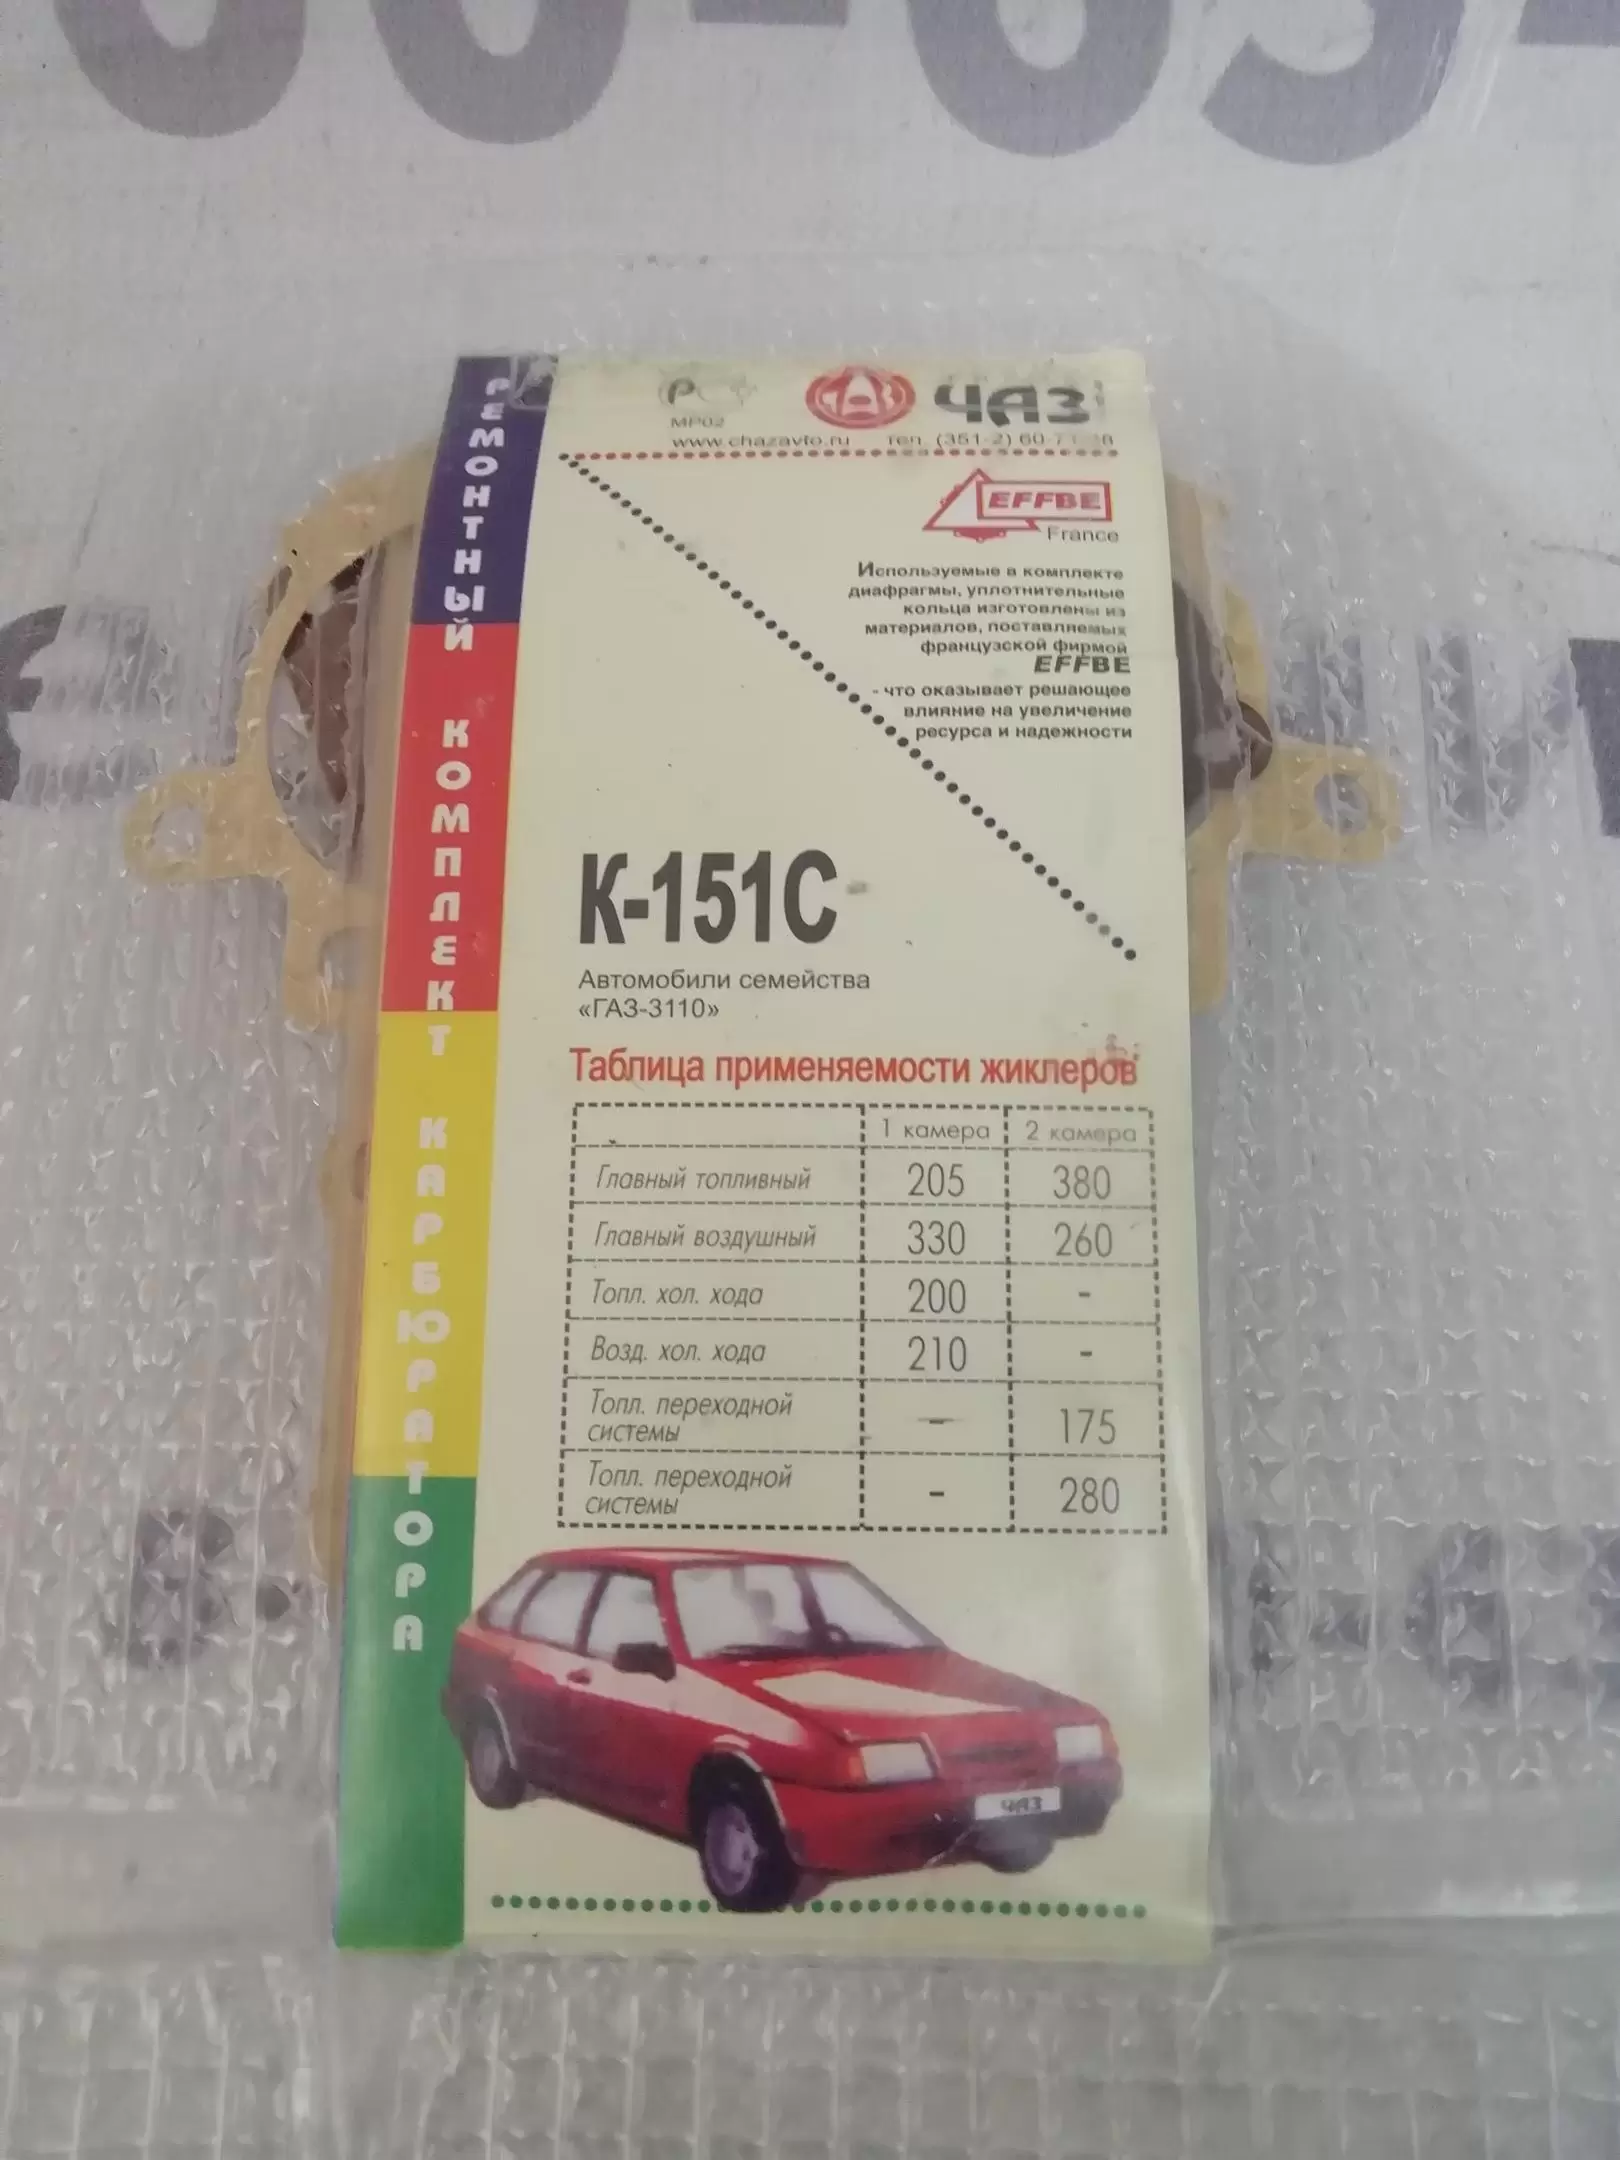 РЕМОНТНЫЙ КОМПЛЕКТ КАРБЮРАТОРА
Р
МР02
ЧАЗ
www.chazavto.ru тел. (351-2)
EFFBE
France
Используемые в комплекте
диафрагмы, уплотнительные
кольца изготовлены из
материалов, поставляемых
французской фирмой
EFFBE
- что оказывает решающее
влияние на увеличение
ресурса и надежности
К-151С
Автомобили семейства
«ГАЗ-3110»
Таблица применяемости жиклеров
1 камера 2 камера
Главный топливный 205 380
Главный воздушный 330 260
Топл. хол. хода 200 -
Возд. хол. хода 210 -
Топл. переходной
системы - 175
Топл. переходной
системы - 280
ЧАЗ